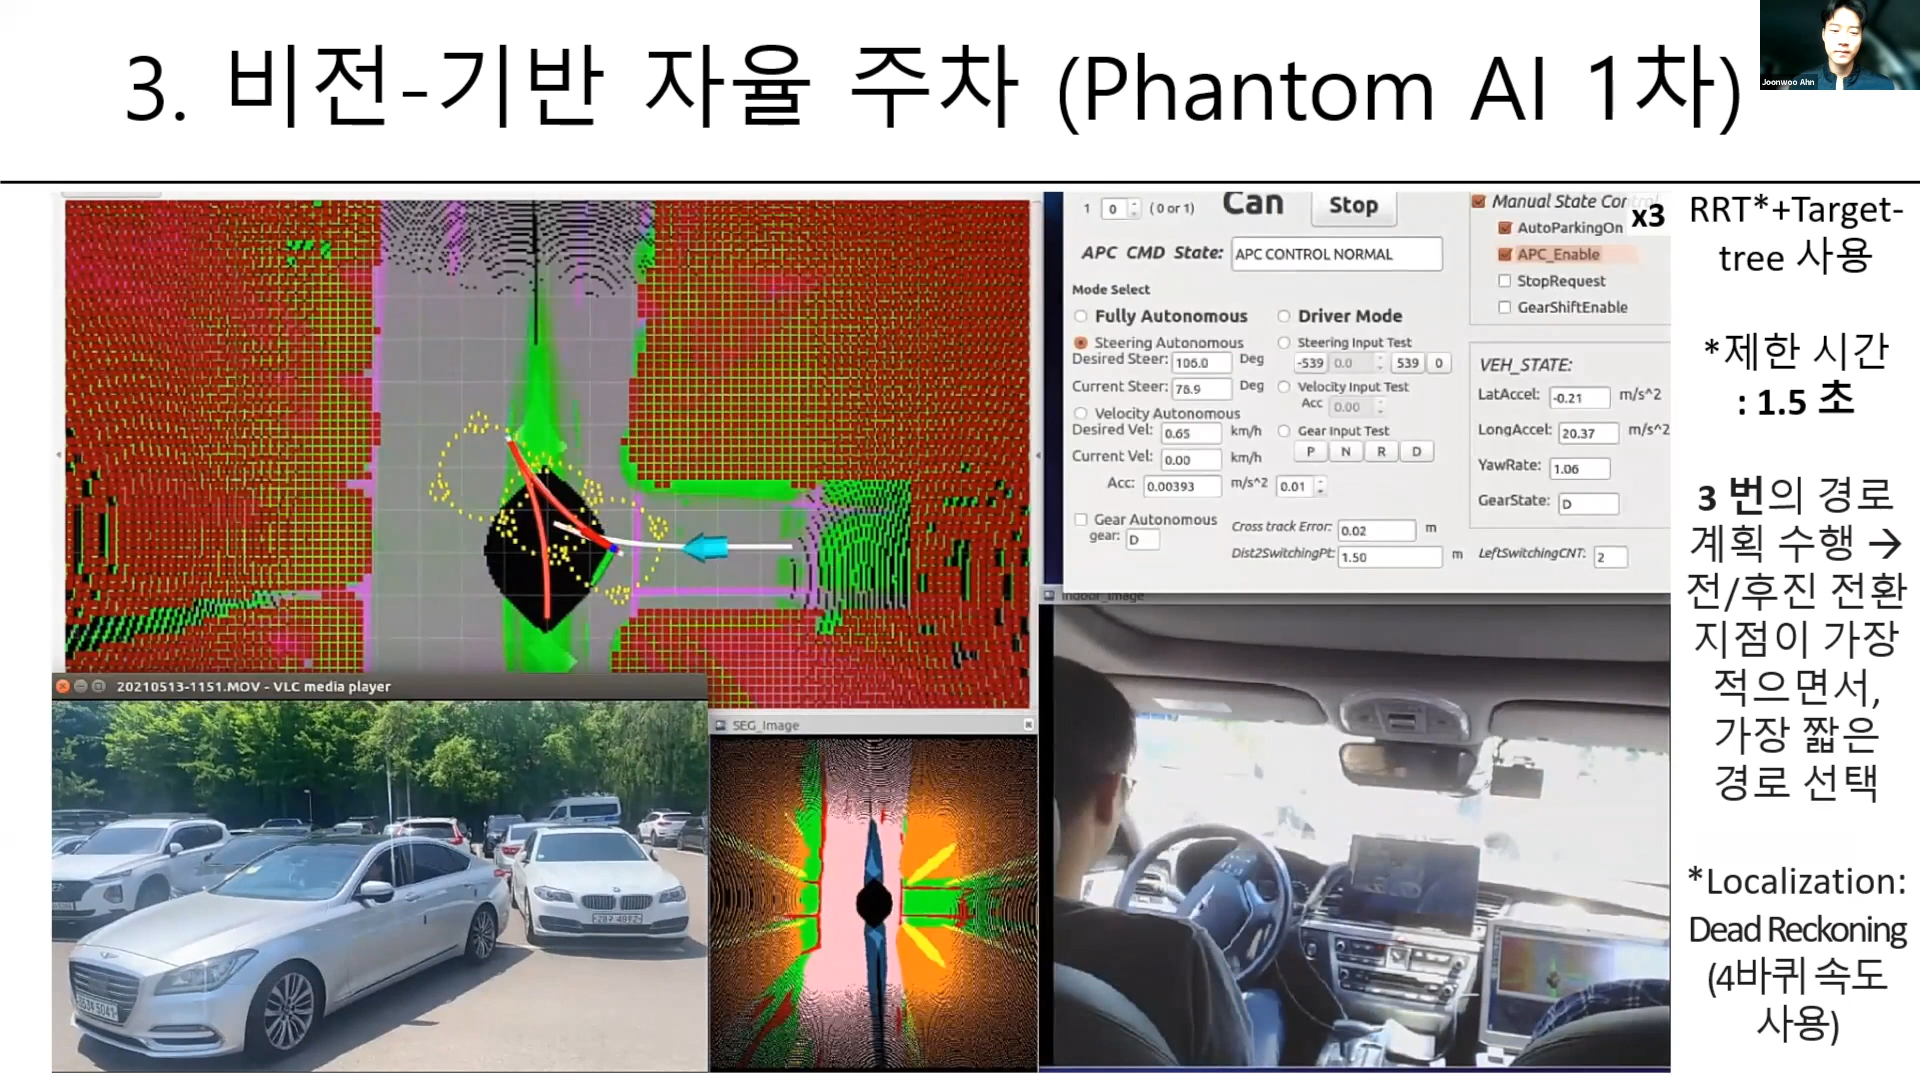 3. 비전-기반 자율 주차 (Phantom AI 1차)
Joonwoo Ahn
1 0 ( 0 or 1) Can Stop
APC CMD State: APC CONTROL NORMAL
Mode Select
Fully Autonomous
Steering Autonomous
Desired Steer: 106.0 Deg
Current Steer: 78.9 Deg
Velocity Autonomous
Desired Vel: 0.65 km/h
Current Vel: 0.00 km/h
Acc: 0.00393 m/s^2 0.01
Gear Autonomous
gear: D
Driver Mode
Steering Input Test
-539 0.0 539 0
Velocity Input Test
Acc 0.00
Gear Input Test
P N R D
Cross track Error: 0.02 m
Dist2SwitchingPt: 1.50 m
Manual State
x3
AutoParkingOn
APC_Enable
StopRequest
GearShiftEnable
VEH_STATE:
LatAccel: -0.21 m/s^2
LongAccel: 20.37 m/s^2
YawRate: 1.06
GearState: D
LeftSwitchingCNT: 2
Indoor_Image
20210513-1151.MOV - VLC media player
SEG_Image
RRT*+Target-
tree 사용
*제한 시간
: 1.5 초
3 번의 경로
계획 수행 →
전/후진 전환
지점이 가장
적으면서,
가장 짧은
경로 선택
*Localization:
Dead Reckoning
(4바퀴 속도
사용)